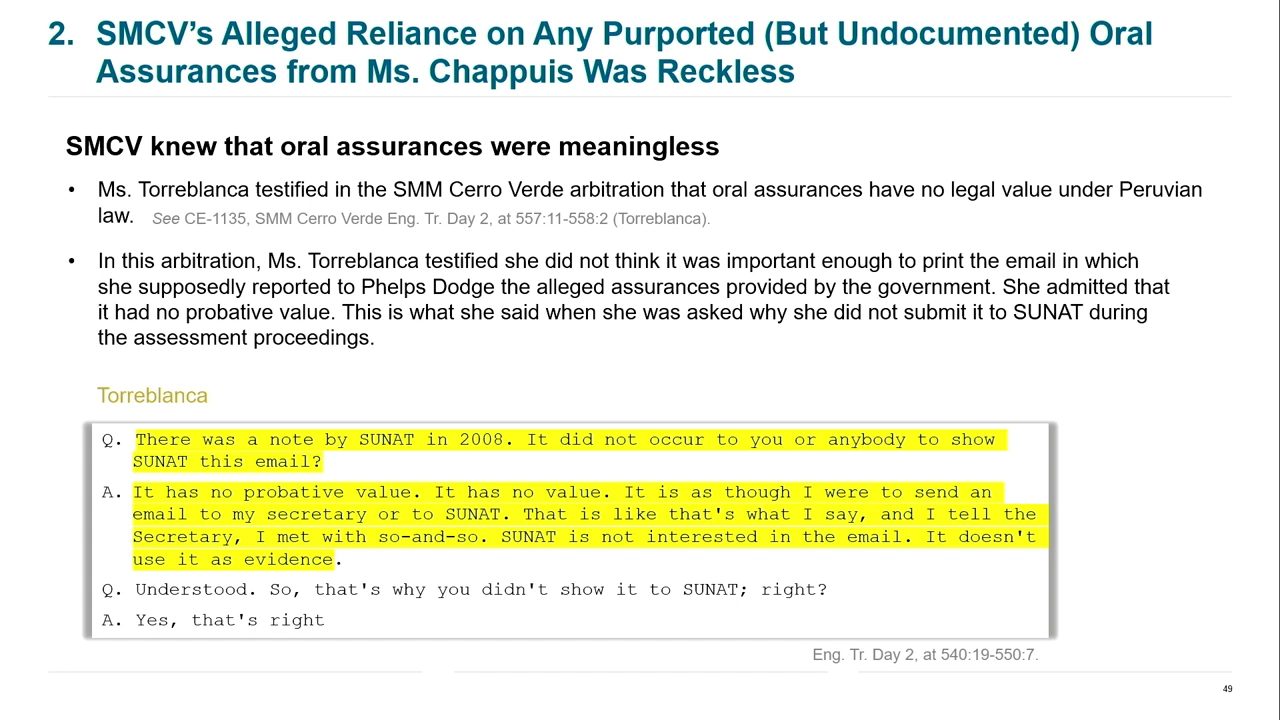 2. SMCV's Alleged Reliance on Any Purported (But Undocumented) Oral
Assurances from Ms. Chappuis Was Reckless
SMCV knew that oral assurances were meaningless
• Ms. Torreblanca testified in the SMM Cerro Verde arbitration that oral assurances have no legal value under Peruvian
law. See CE-1135, SMM Cerro Verde Eng. Tr. Day 2, at 557:11-558:2 (Torreblanca).
• In this arbitration, Ms. Torreblanca testified she did not think it was important enough to print the email in which
she supposedly reported to Phelps Dodge the alleged assurances provided by the government. She admitted that
it had no probative value. This is what she said when she was asked why she did not submit it to SUNAT during
the assessment proceedings.
Torreblanca
Q. There was a note by SUNAT in 2008. It did not occur to you or anybody to show
SUNAT this email?
A. It has no probative value. It has no value. It is as though I were to send an
email to my secretary or to SUNAT. That is like that's what I say, and I tell the
Secretary, I met with so-and-so. SUNAT is not interested in the email. It doesn't
use it as evidence.
Q. Understood. So, that's why you didn't show it to SUNAT; right?
A. Yes, that's right
Eng. Tr. Day 2, at 540:19-550:7.
49